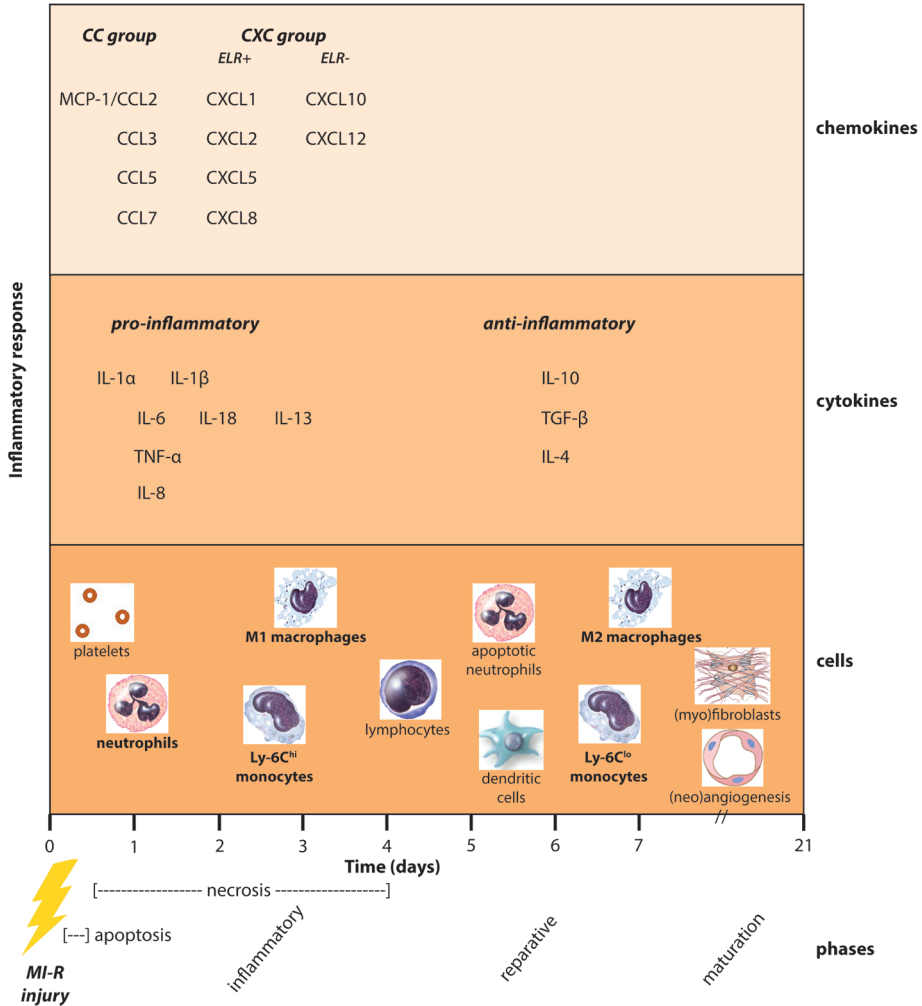 CC group CXC group
ELR+ ELR-
MCP-1/CCL2 CXCL1 CXCL10
CCL3 CXCL2 CXCL12
CCL5 CXCL5
CCL7 CXCL8
chemokines
Inflammatory response
pro-inflammatory anti-inflammatory
IL-1α IL-1β IL-10
IL-6 IL-18 IL-13 TGF-β
TNF-α IL-4
IL-8
cytokines
platelets
M1 macrophages
apoptotic
neutrophils
M2 macrophages
cells
neutrophils
Ly-6Chi
monocytes
lymphocytes
dendritic
cells
Ly-6Clo
monocytes
(myo)fibroblasts
(neo)angiogenesis
0 1 2 3 4 5 6 7 // 21
Time (days)
[------------------- necrosis --------------------]
[---] apoptosis
MI-R
injury
inflammatory
reparative
maturation
phases